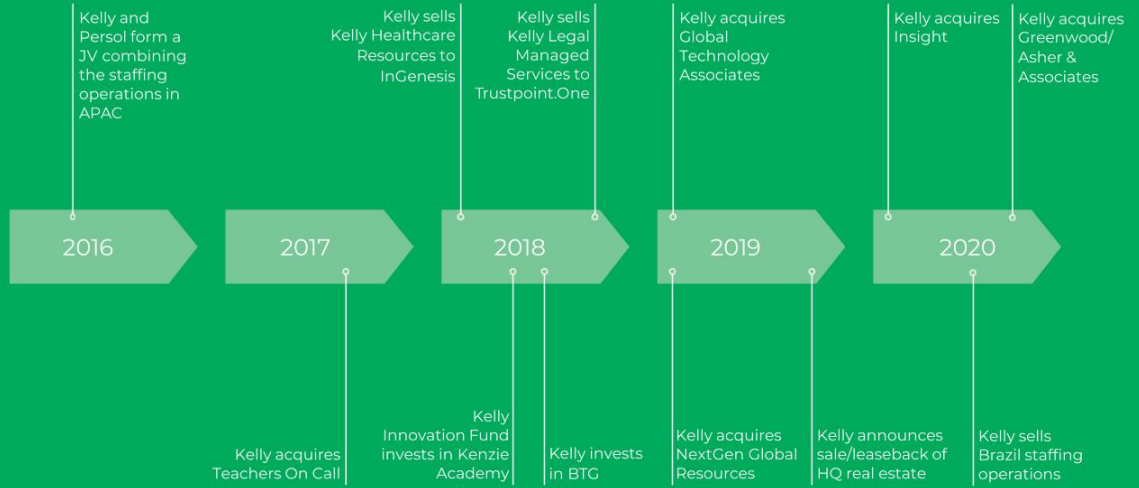 Kelly and
Persol form a
JV combining
the staffing
operations in
APAC
Kelly sells
Kelly Healthcare
Resources to
InGenesis
Kelly sells
Kelly Legal
Managed
Services to
Trustpoint.One
Kelly acquires
Global
Technology
Associates
Kelly acquires
Insight
Kelly acquires
Greenwood/
Asher &
Associates
2016
2017
2018
2019
2020
Kelly acquires
Teachers On Call
Kelly
Innovation Fund
invests in Kenzie
Academy
Kelly invests
in BTG
Kelly acquires
NextGen Global
Resources
Kelly announces
sale/leaseback of
HQ real estate
Kelly sells
Brazil staffing
operations